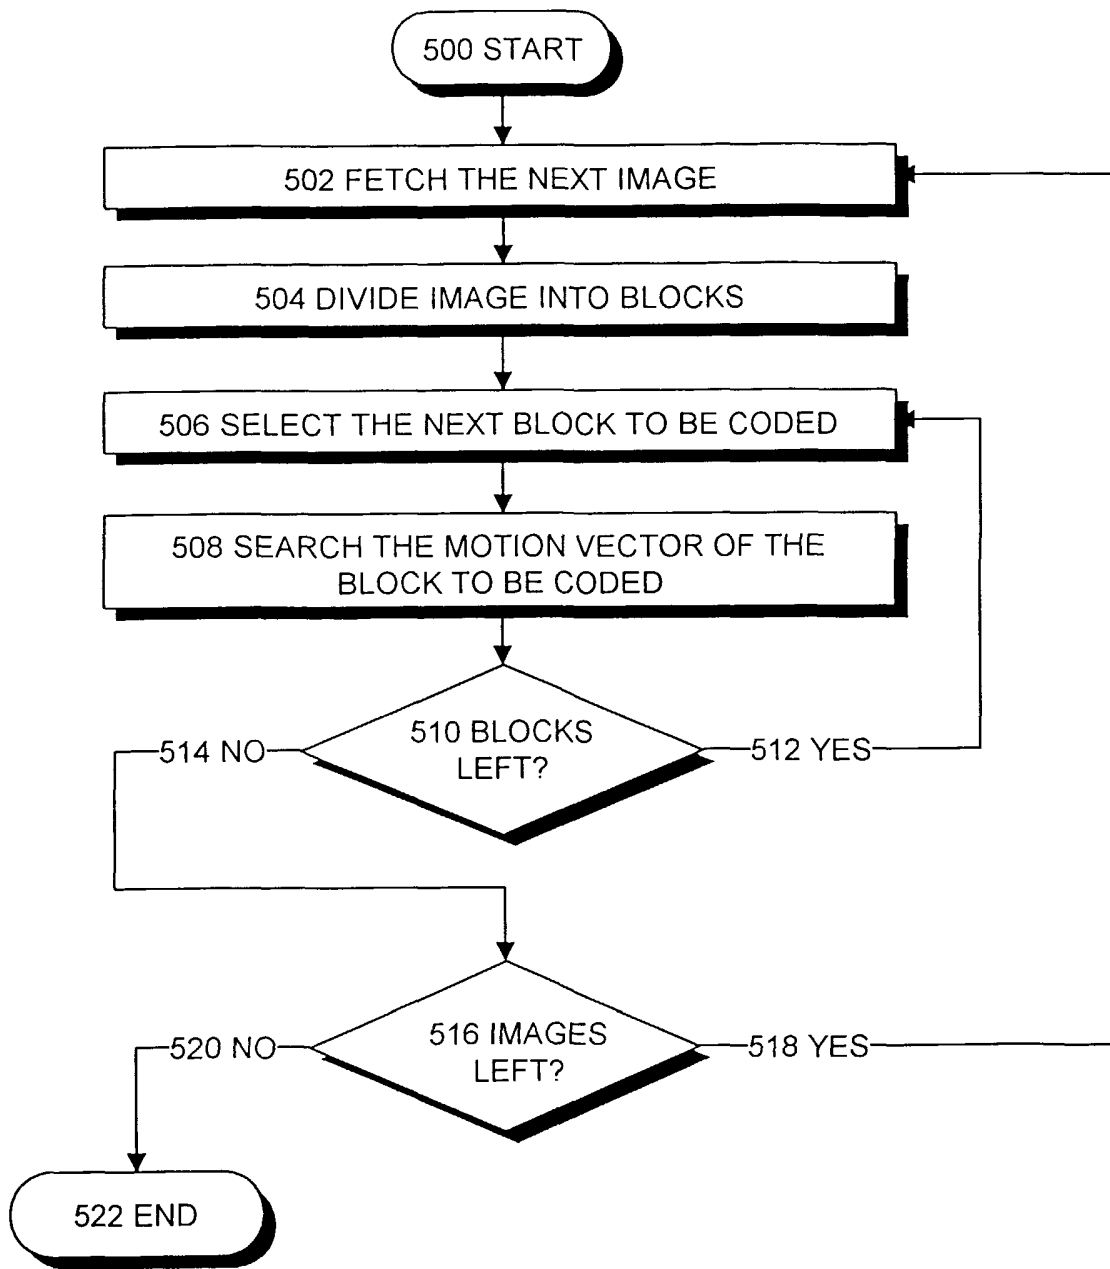 500 START
502 FETCH THE NEXT IMAGE
504 DIVIDE IMAGE INTO BLOCKS
506 SELECT THE NEXT BLOCK TO BE CODED
508 SEARCH THE MOTION VECTOR OF THE
BLOCK TO BE CODED
510 BLOCKS
LEFT?
514 NO
512 YES
516 IMAGES
LEFT?
520 NO
518 YES
522 END